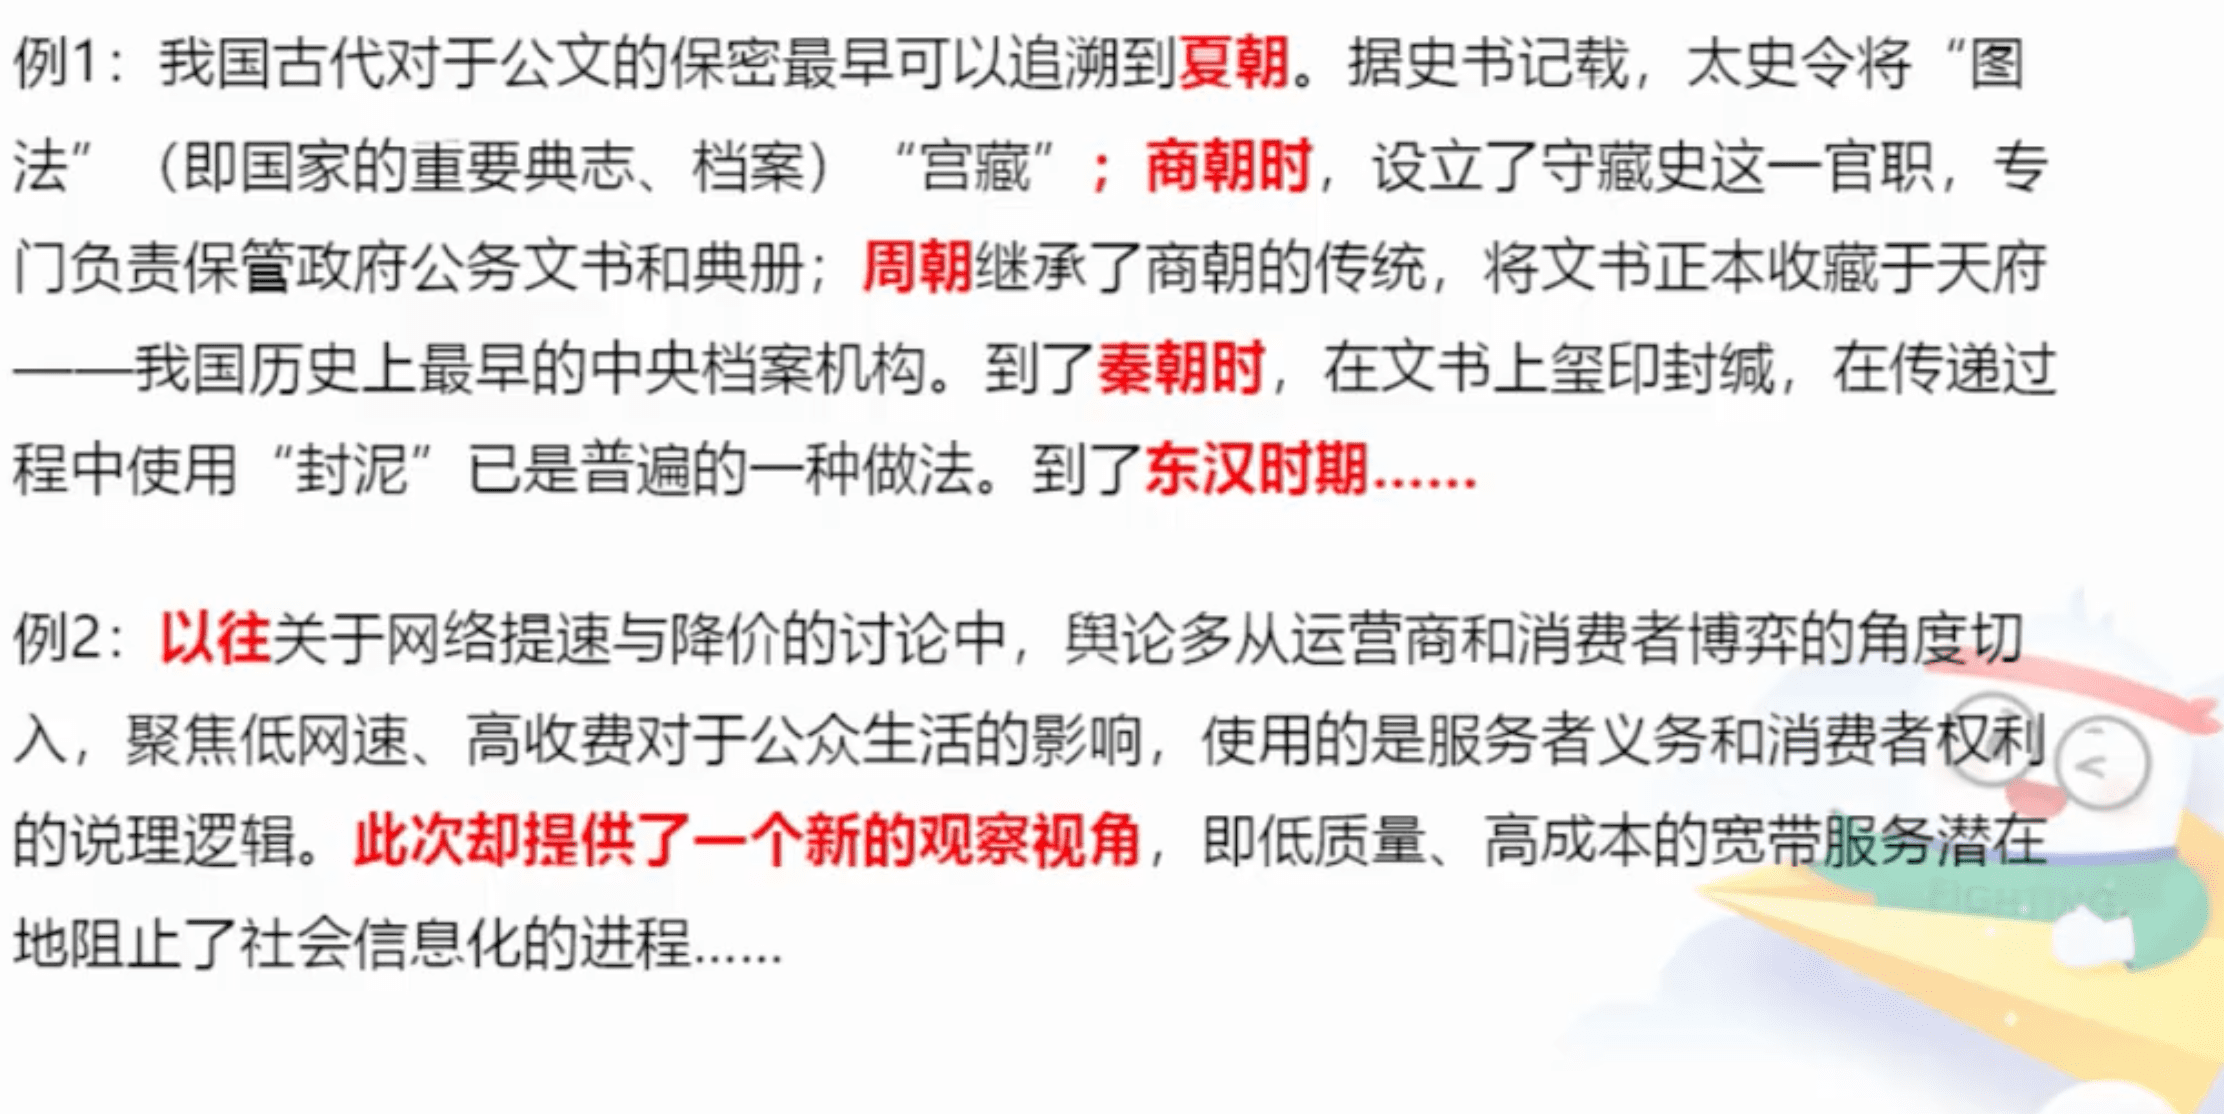 例1：我国古代对于公文的保密最早可以追溯到夏朝。据史书记载，太史令将“图
法”（即国家的重要典志、档案）“宫藏”；商朝时，设立了守藏史这一官职，专
门负责保管政府公务文书和典册；周朝继承了商朝的传统，将文书正本收藏于天府
——我国历史上最早的中央档案机构。到了秦朝时，在文书上玺印封缄，在传递过
程中使用“封泥”已是普遍的一种做法。到了东汉时期……
例2：以往关于网络提速与降价的讨论中，舆论多从运营商和消费者博弈的角度切
入，聚焦低网速、高收费对于公众生活的影响，使用的是服务者义务和消费者权利
的说理逻辑。此次却提供了一个新的观察视角，即低质量、高成本的宽带服务潜在
地阻止了社会信息化的进程……
FIGHTING